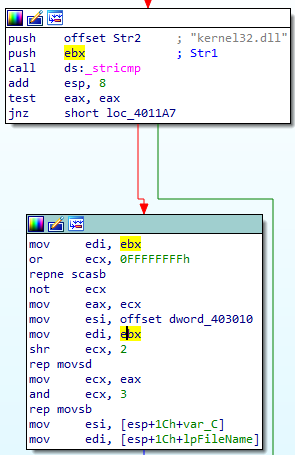 push    offset Str2     ; "kernel32.dll"
push    ebx             ; Str1
call    ds:_stricmp
add     esp, 8
test    eax, eax
jnz     short loc_4011A7
mov     edi, ebx
or      ecx, 0FFFFFFFFh
repne scasb
not     ecx
mov     eax, ecx
mov     esi, offset dword_403010
mov     edi, ebx
shr     ecx, 2
rep movsd
mov     ecx, eax
and     ecx, 3
rep movsb
mov     esi, [esp+1Ch+var_C]
mov     edi, [esp+1Ch+lpFileName]